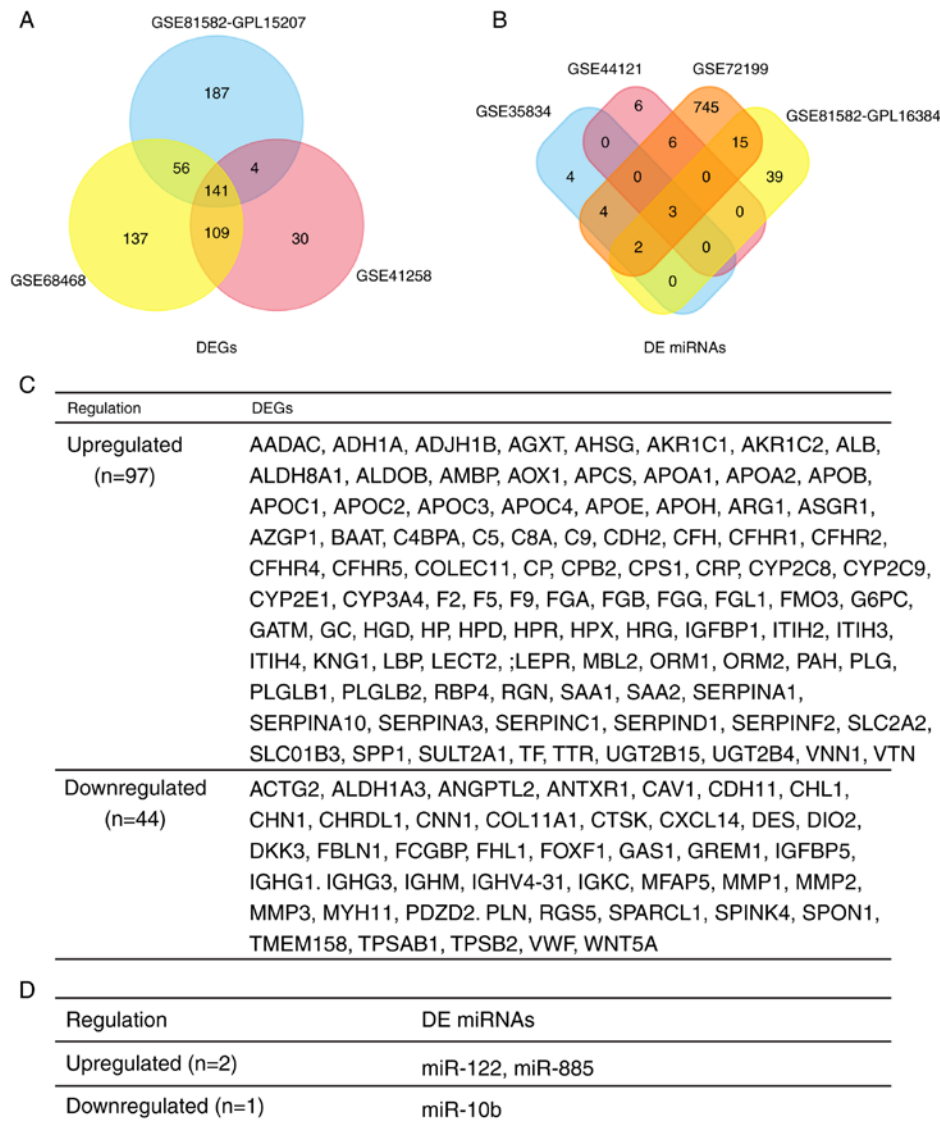 A
GSE81582-GPL15207
187
56
4
141
137
109
30
GSE68468
GSE41258
DEGs
B
GSE44121
GSE72199
GSE35834
GSE81582-GPL16384
6
745
0
6
15
4
0
0
39
4
3
0
2
0
0
DE miRNAs
C
Regulation DEGs
Upregulated
(n=97)
AADAC, ADH1A, ADJH1B, AGXT, AHSG, AKR1C1, AKR1C2, ALB,
ALDH8A1, ALDOB, AMBP, AOX1, APCS, APOA1, APOA2, APOB,
APOC1, APOC2, APOC3, APOC4, APOE, APOH, ARG1, ASGR1,
AZGP1, BAAT, C4BPA, C5, C8A, C9, CDH2, CFH, CFHR1, CFHR2,
CFHR4, CFHR5, COLEC11, CP, CPB2, CPS1, CRP, CYP2C8, CYP2C9,
CYP2E1, CYP3A4, F2, F5, F9, FGA, FGB, FGG, FGL1, FMO3, G6PC,
GATM, GC, HGD, HP, HPD, HPR, HPX, HRG, IGFBP1, ITIH2, ITIH3,
ITIH4, KNG1, LBP, LECT2, ;LEPR, MBL2, ORM1, ORM2, PAH, PLG,
PLGLB1, PLGLB2, RBP4, RGN, SAA1, SAA2, SERPINA1,
SERPINA10, SERPINA3, SERPINC1, SERPIND1, SERPINF2, SLC2A2,
SLC01B3, SPP1, SULT2A1, TF, TTR, UGT2B15, UGT2B4, VNN1, VTN
Downregulated
(n=44)
ACTG2, ALDH1A3, ANGPTL2, ANTXR1, CAV1, CDH11, CHL1,
CHN1, CHRDL1, CNN1, COL11A1, CTSK, CXCL14, DES, DIO2,
DKK3, FBLN1, FCGBP, FHL1, FOXF1, GAS1, GREM1, IGFBP5,
IGHG1. IGHG3, IGHM, IGHV4-31, IGKC, MFAP5, MMP1, MMP2,
MMP3, MYH11, PDZD2. PLN, RGS5, SPARCL1, SPINK4, SPON1,
TMEM158, TPSAB1, TPSB2, VWF, WNT5A
D
Regulation DE miRNAs
Upregulated (n=2) miR-122, miR-885
Downregulated (n=1) miR-10b